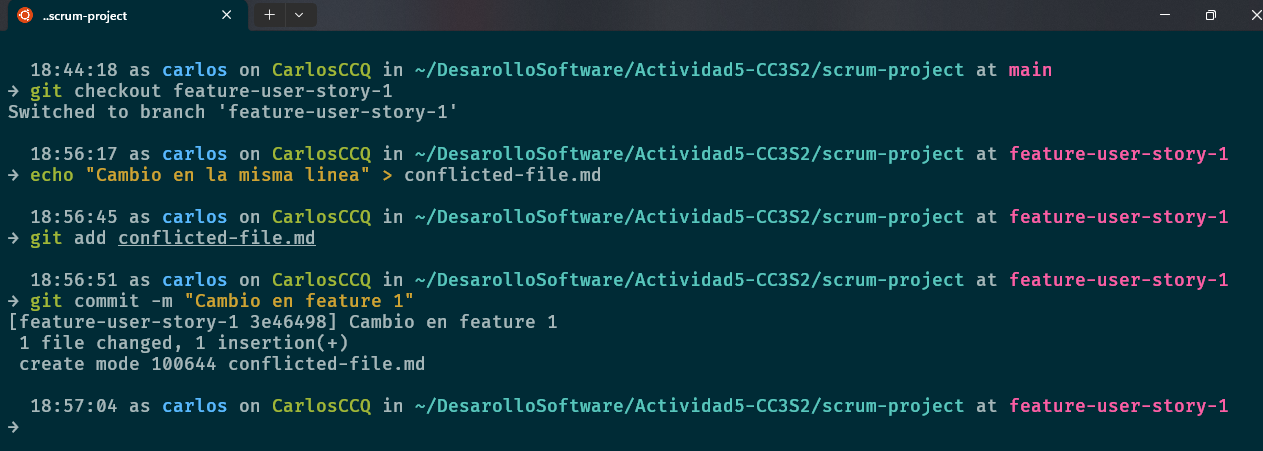 ..scrum-project
18:44:18 as carlos on CarlosCCQ in ~/DesarolloSoftware/Actividad5-CC3S2/scrum-project at main
→ git checkout feature-user-story-1
Switched to branch 'feature-user-story-1'
18:56:17 as carlos on CarlosCCQ in ~/DesarolloSoftware/Actividad5-CC3S2/scrum-project at feature-user-story-1
→ echo "Cambio en la misma linea" > conflicted-file.md
18:56:45 as carlos on CarlosCCQ in ~/DesarolloSoftware/Actividad5-CC3S2/scrum-project at feature-user-story-1
→ git add conflicted-file.md
18:56:51 as carlos on CarlosCCQ in ~/DesarolloSoftware/Actividad5-CC3S2/scrum-project at feature-user-story-1
→ git commit -m "Cambio en feature 1"
[feature-user-story-1 3e46498] Cambio en feature 1
1 file changed, 1 insertion(+)
create mode 100644 conflicted-file.md
18:57:04 as carlos on CarlosCCQ in ~/DesarolloSoftware/Actividad5-CC3S2/scrum-project at feature-user-story-1
→